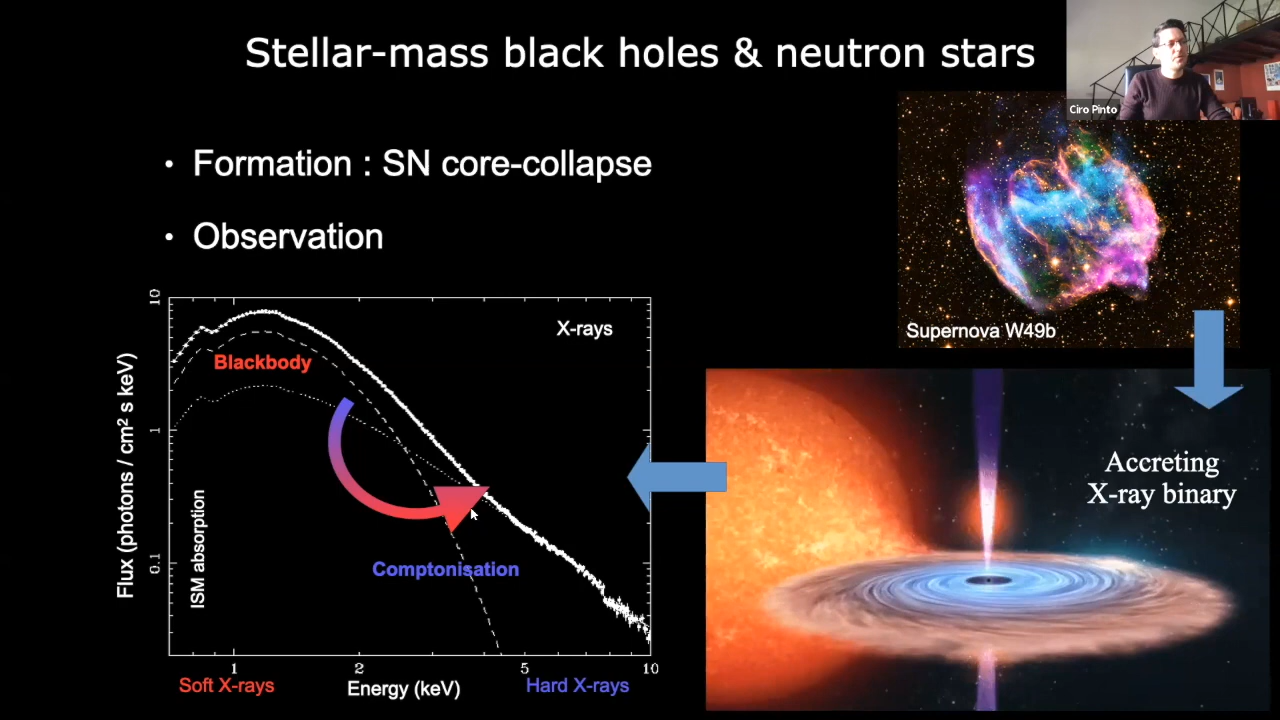 Stellar-mass black holes & neutron stars
Ciro Pinto
• Formation : SN core-collapse
• Observation
Supernova W49b
X-rays
Blackbody
Comptonisation
ISM absorption
Flux (photons / cm² s keV)
10
1
0.1
1
2
5
10
Soft X-rays
Energy (keV)
Hard X-rays
Accreting
X-ray binary